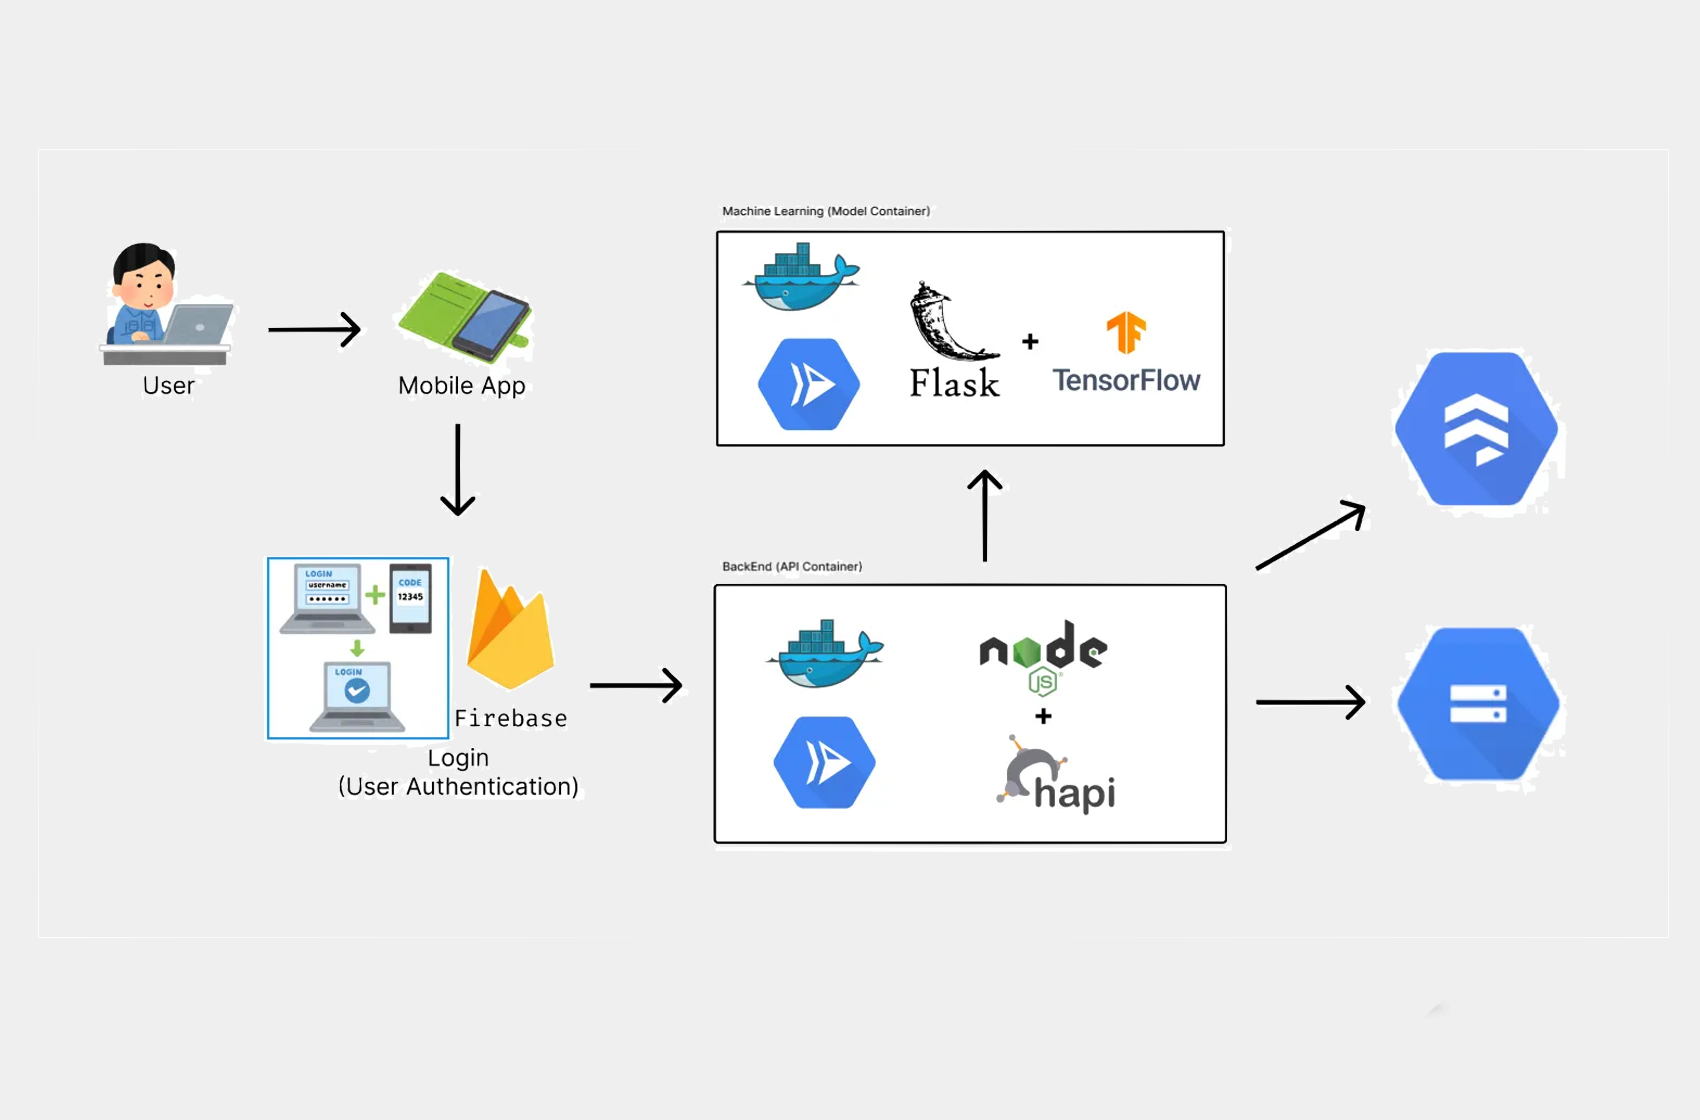 Machine Learning (Model Container)
Flask
+
TensorFlow
User
Mobile App
BackEnd (API Container)
LOGIN
username
+
CODE
12345
LOGIN
node
JS
+
hapi
Firebase
Login
(User Authentication)